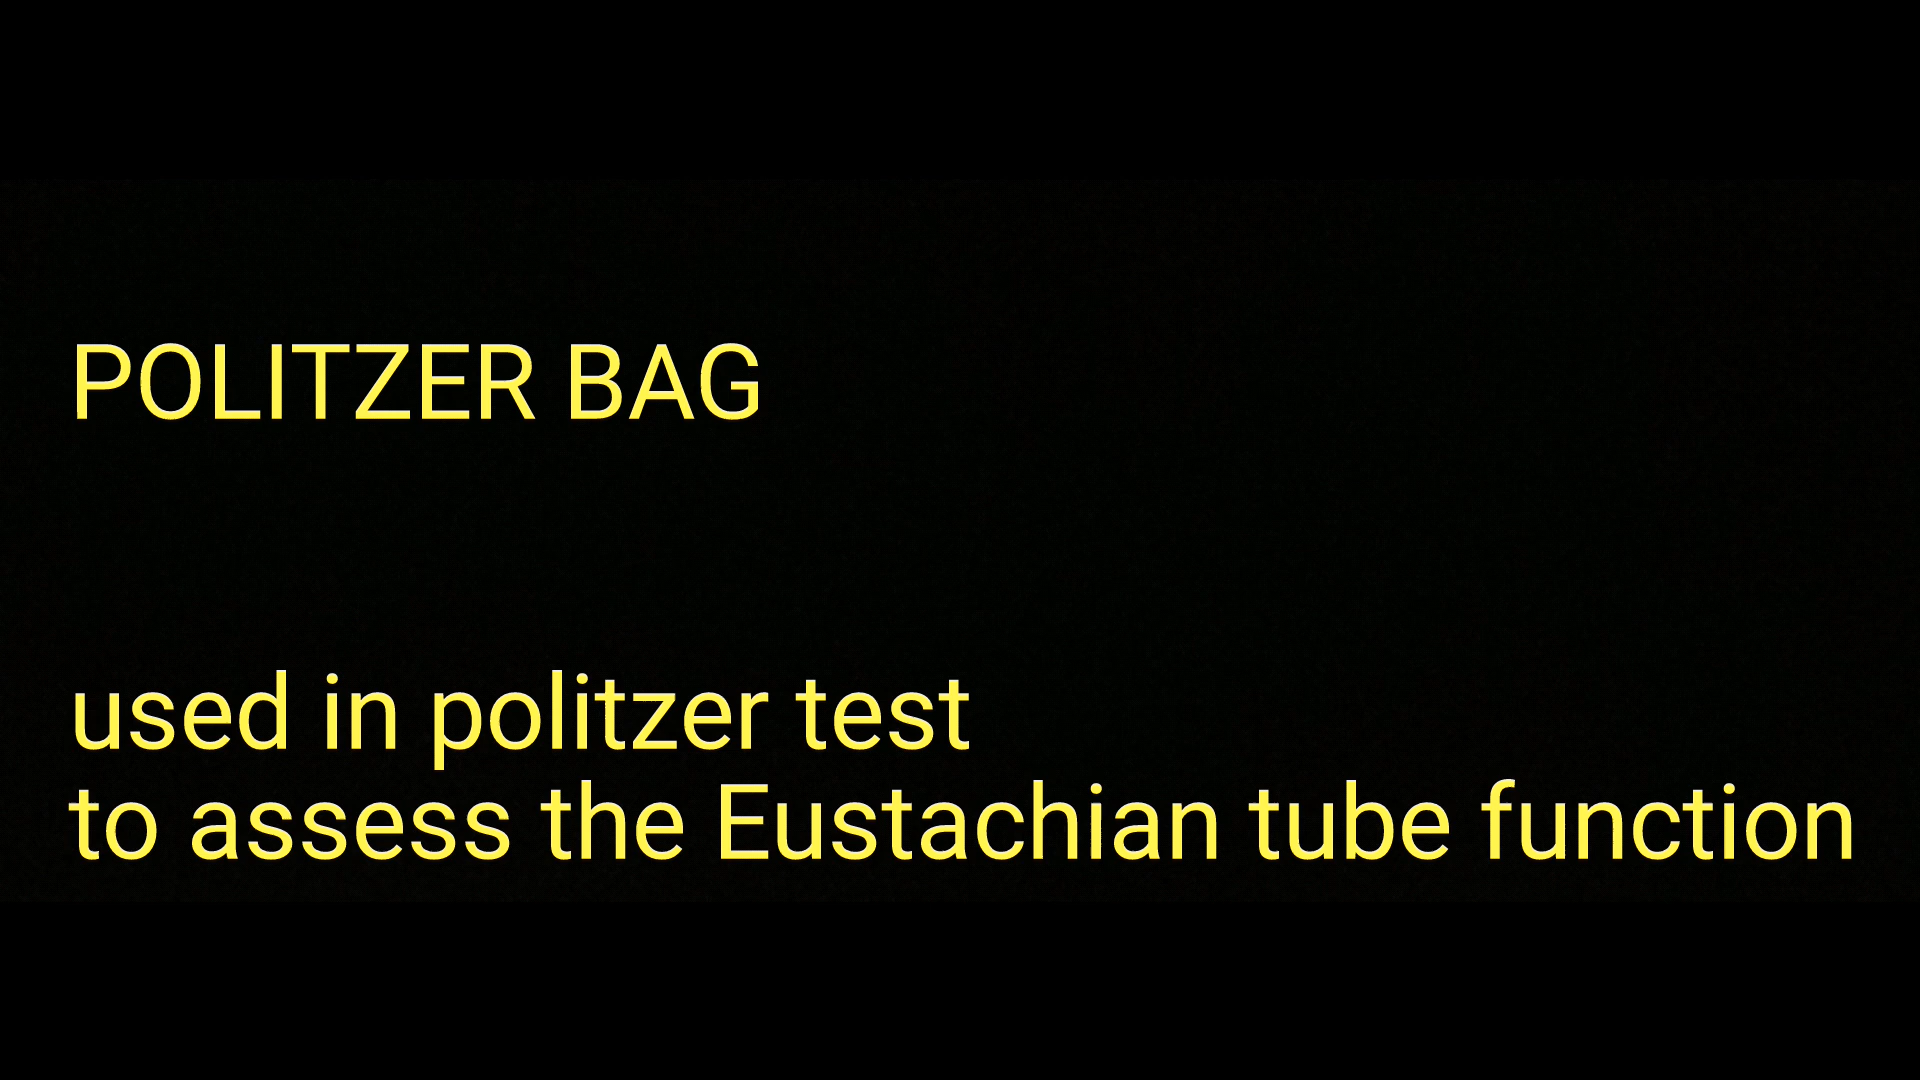 POLITZER BAG
used in politzer test
to assess the Eustachian tube function